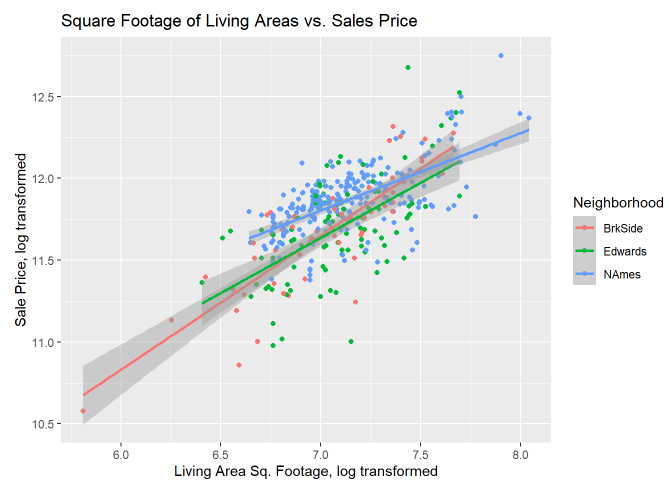 Square Footage of Living Areas vs. Sales Price
Sale Price, log transformed
12.5
12.0
11.5
11.0
10.5
6.0 6.5 7.0 7.5 8.0
Living Area Sq. Footage, log transformed
Neighborhood
BrkSide
Edwards
NAmes